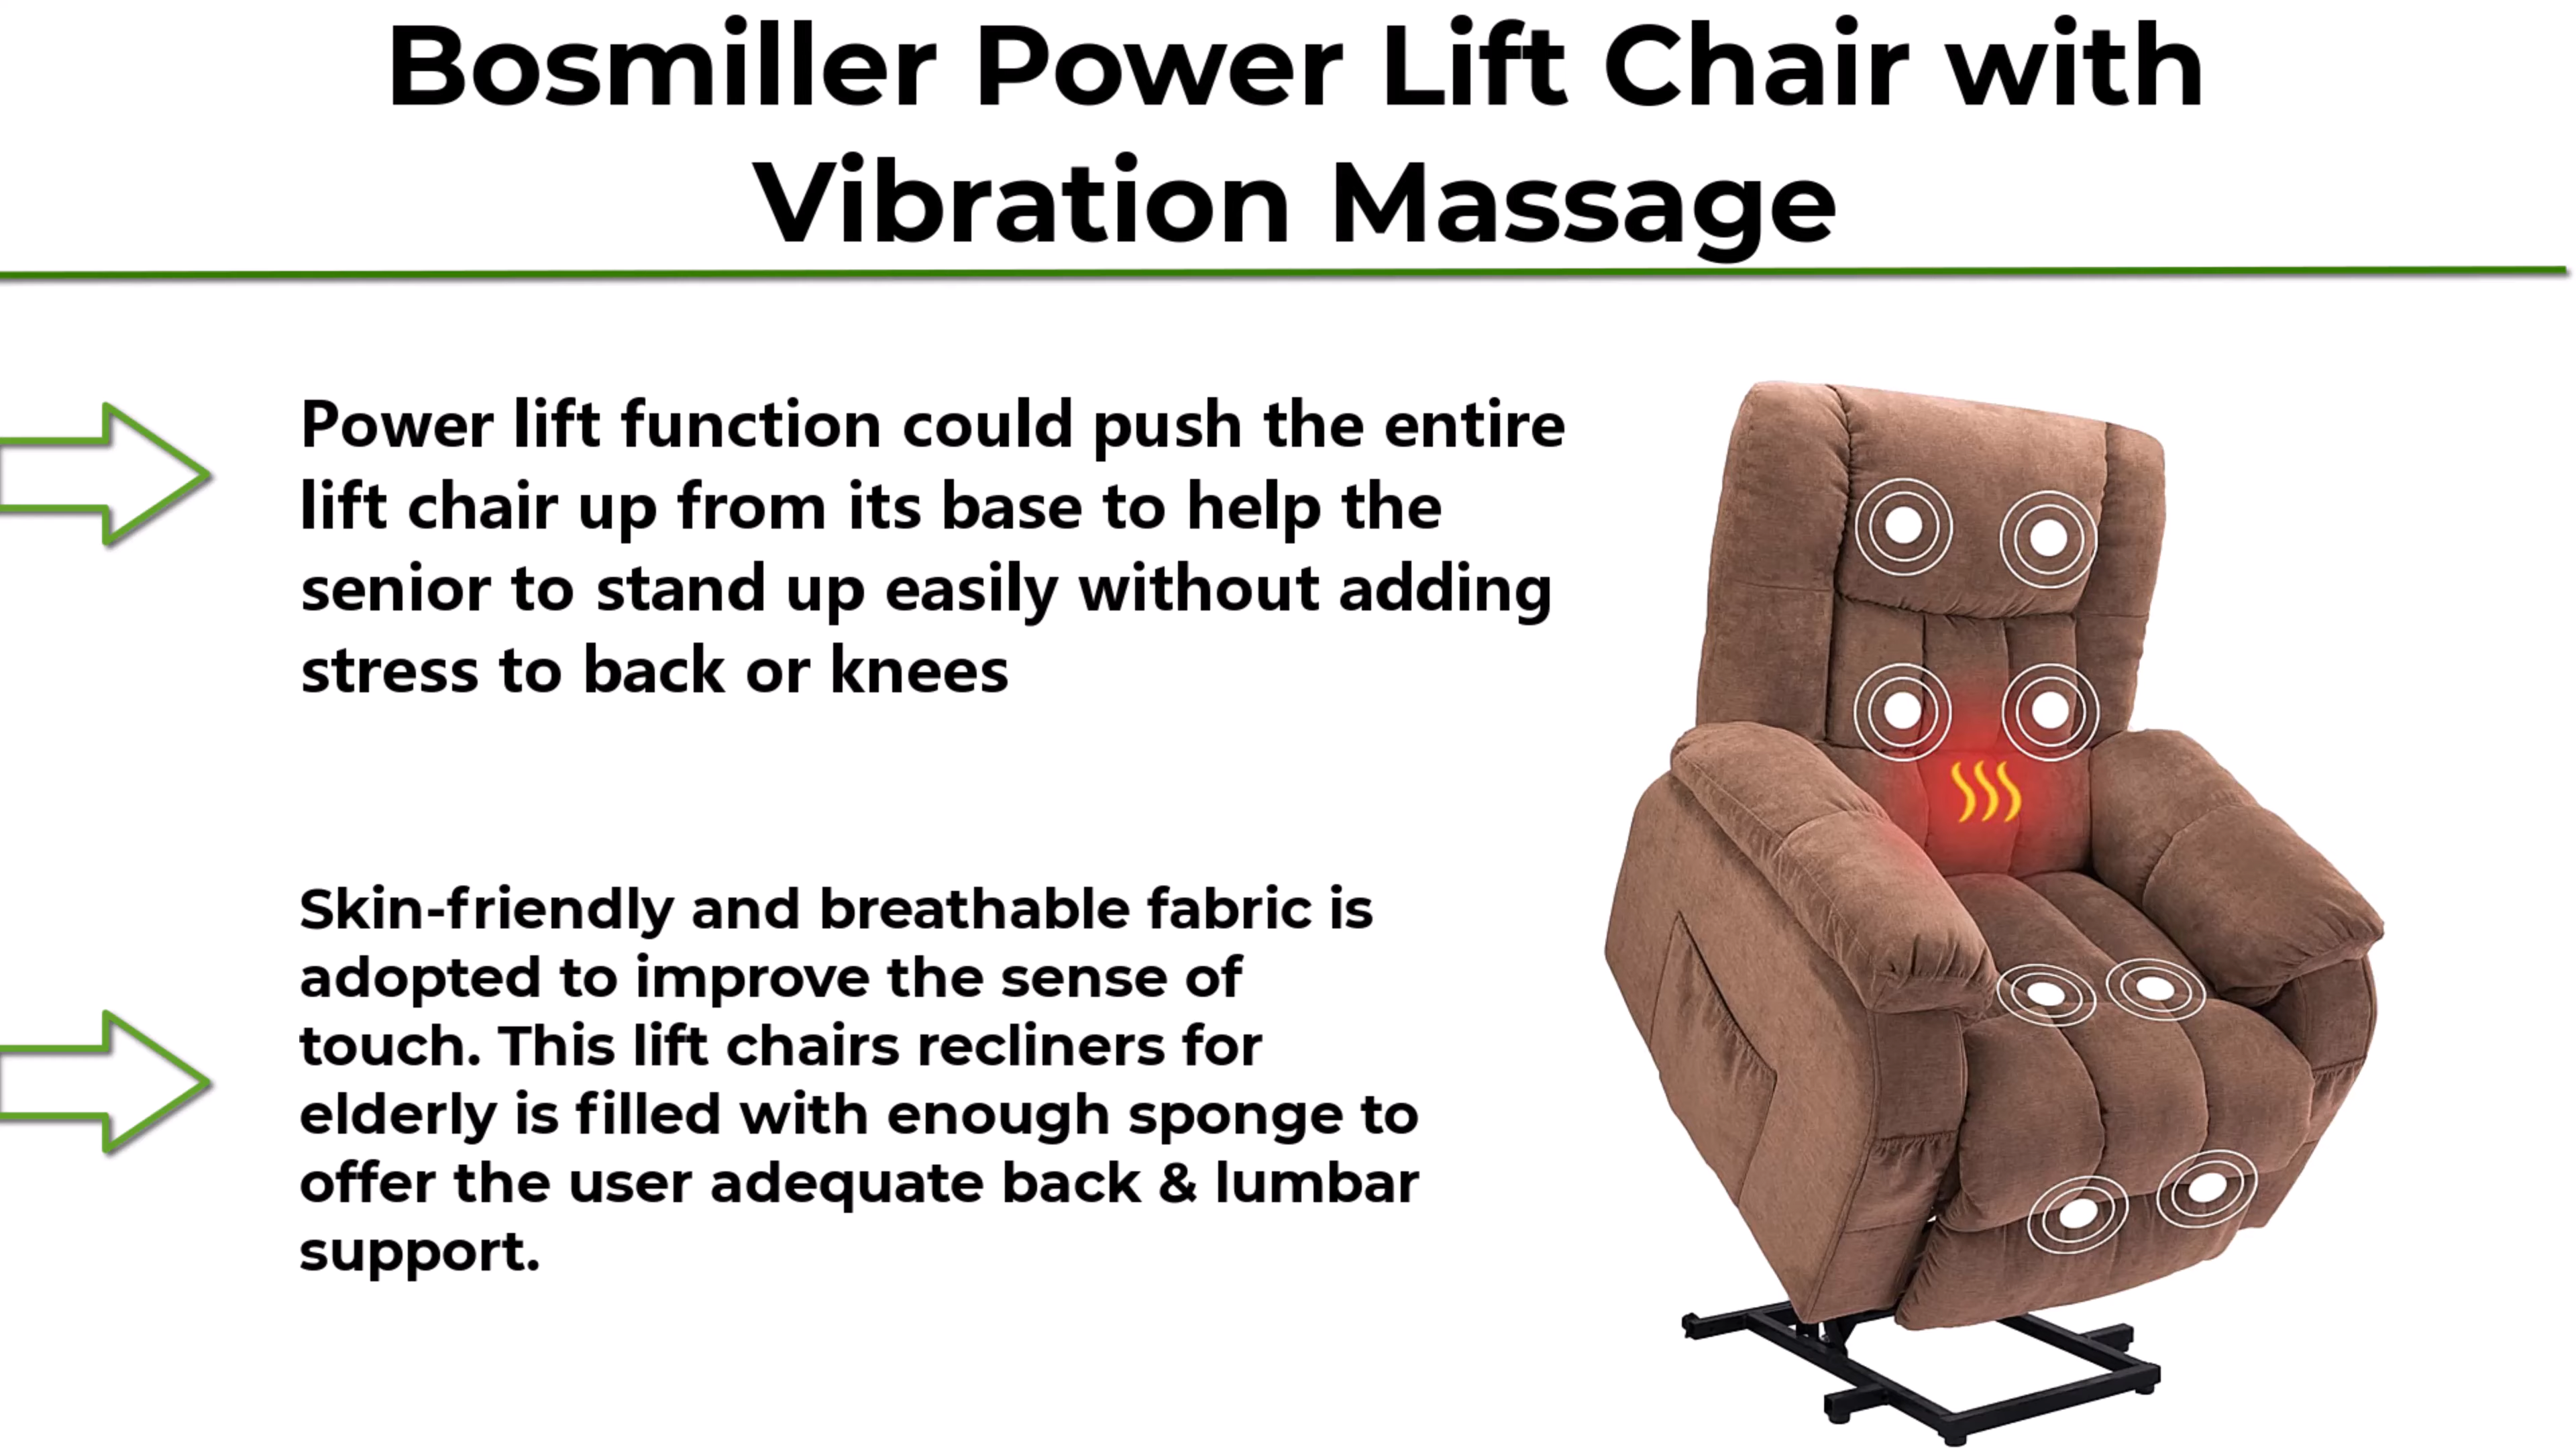 Bosmiller Power Lift Chair with
Vibration Massage
Power lift function could push the entire
lift chair up from its base to help the
senior to stand up easily without adding
stress to back or knees
Skin-friendly and breathable fabric is
adopted to improve the sense of
touch. This lift chairs recliners for
elderly is filled with enough sponge to
offer the user adequate back & lumbar
support.